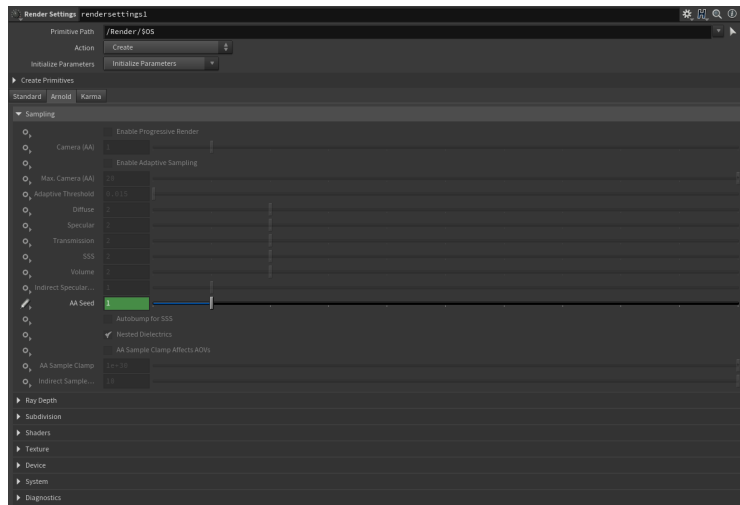 Render Settings rendersettings1
Primitive Path /Render/$OS
Action Create
Initialize Parameters Initialize Parameters
Create Primitives
Standard Arnold Karma
Sampling
Enable Progressive Render
Camera (AA) 1
Enable Adaptive Sampling
Max. Camera (AA) 20
Adaptive Threshold 0.015
Diffuse 2
Specular 2
Transmission 2
SSS 2
Volume 2
Indirect Specular... 1
AA Seed 1
Autobump for SSS
Nested Dielectrics
AA Sample Clamp Affects AOVs
AA Sample Clamp 1e+30
Indirect Sample... 10
Ray Depth
Subdivision
Shaders
Texture
Device
System
Diagnostics